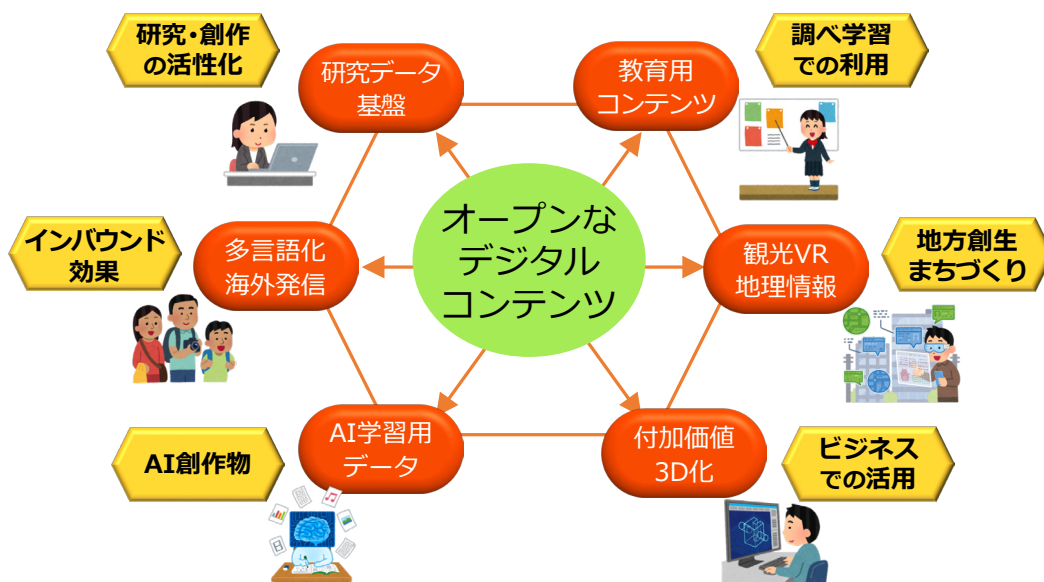 研究・創作
の活性化
研究データ
基盤
教育用
コンテンツ
調べ学習
での利用
インバウンド
効果
多言語化
海外発信
オープンな
デジタル
コンテンツ
観光VR
地理情報
地方創生
まちづくり
AI創作物
AI学習用
データ
付加価値
3D化
ビジネス
での活用